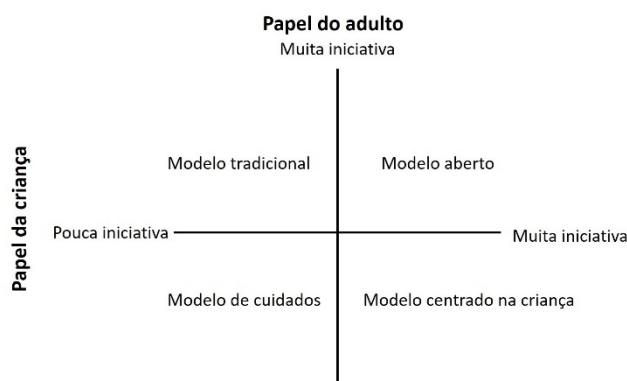 Papel do adulto
Muita iniciativa
Modelo tradicional
Modelo aberto
Papel da criança
Pouca iniciativa
Muita iniciativa
Modelo de cuidados
Modelo centrado na criança